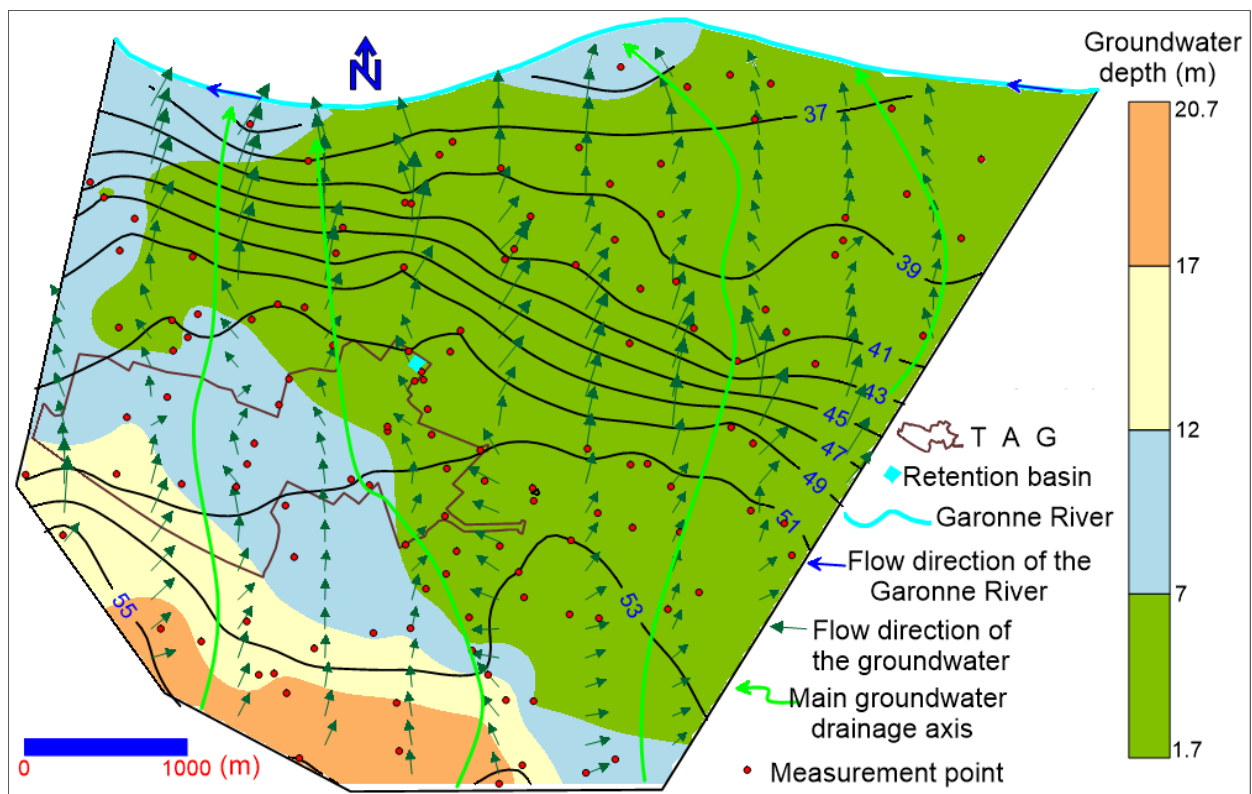 N
Groundwater
depth (m)
20.7
17
12
7
1.7
37
39
41
43
45
47
49
51
53
55
T A G
Retention basin
Garonne River
Flow direction of the
Garonne River
Flow direction of
the groundwater
Main groundwater
drainage axis
Measurement point
0 1000 (m)